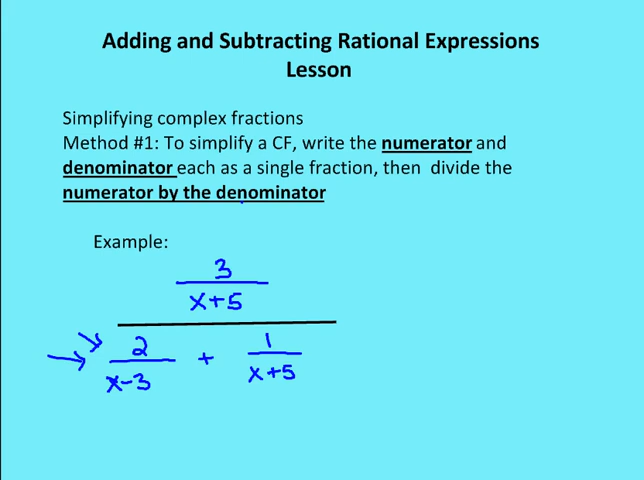 Adding and Subtracting Rational Expressions
Lesson
Simplifying complex fractions
Method #1: To simplify a CF, write the numerator and
denominator each as a single fraction, then divide the
numerator by the denominator
Example:
3
x+5
2 + 1
x-3 x+5